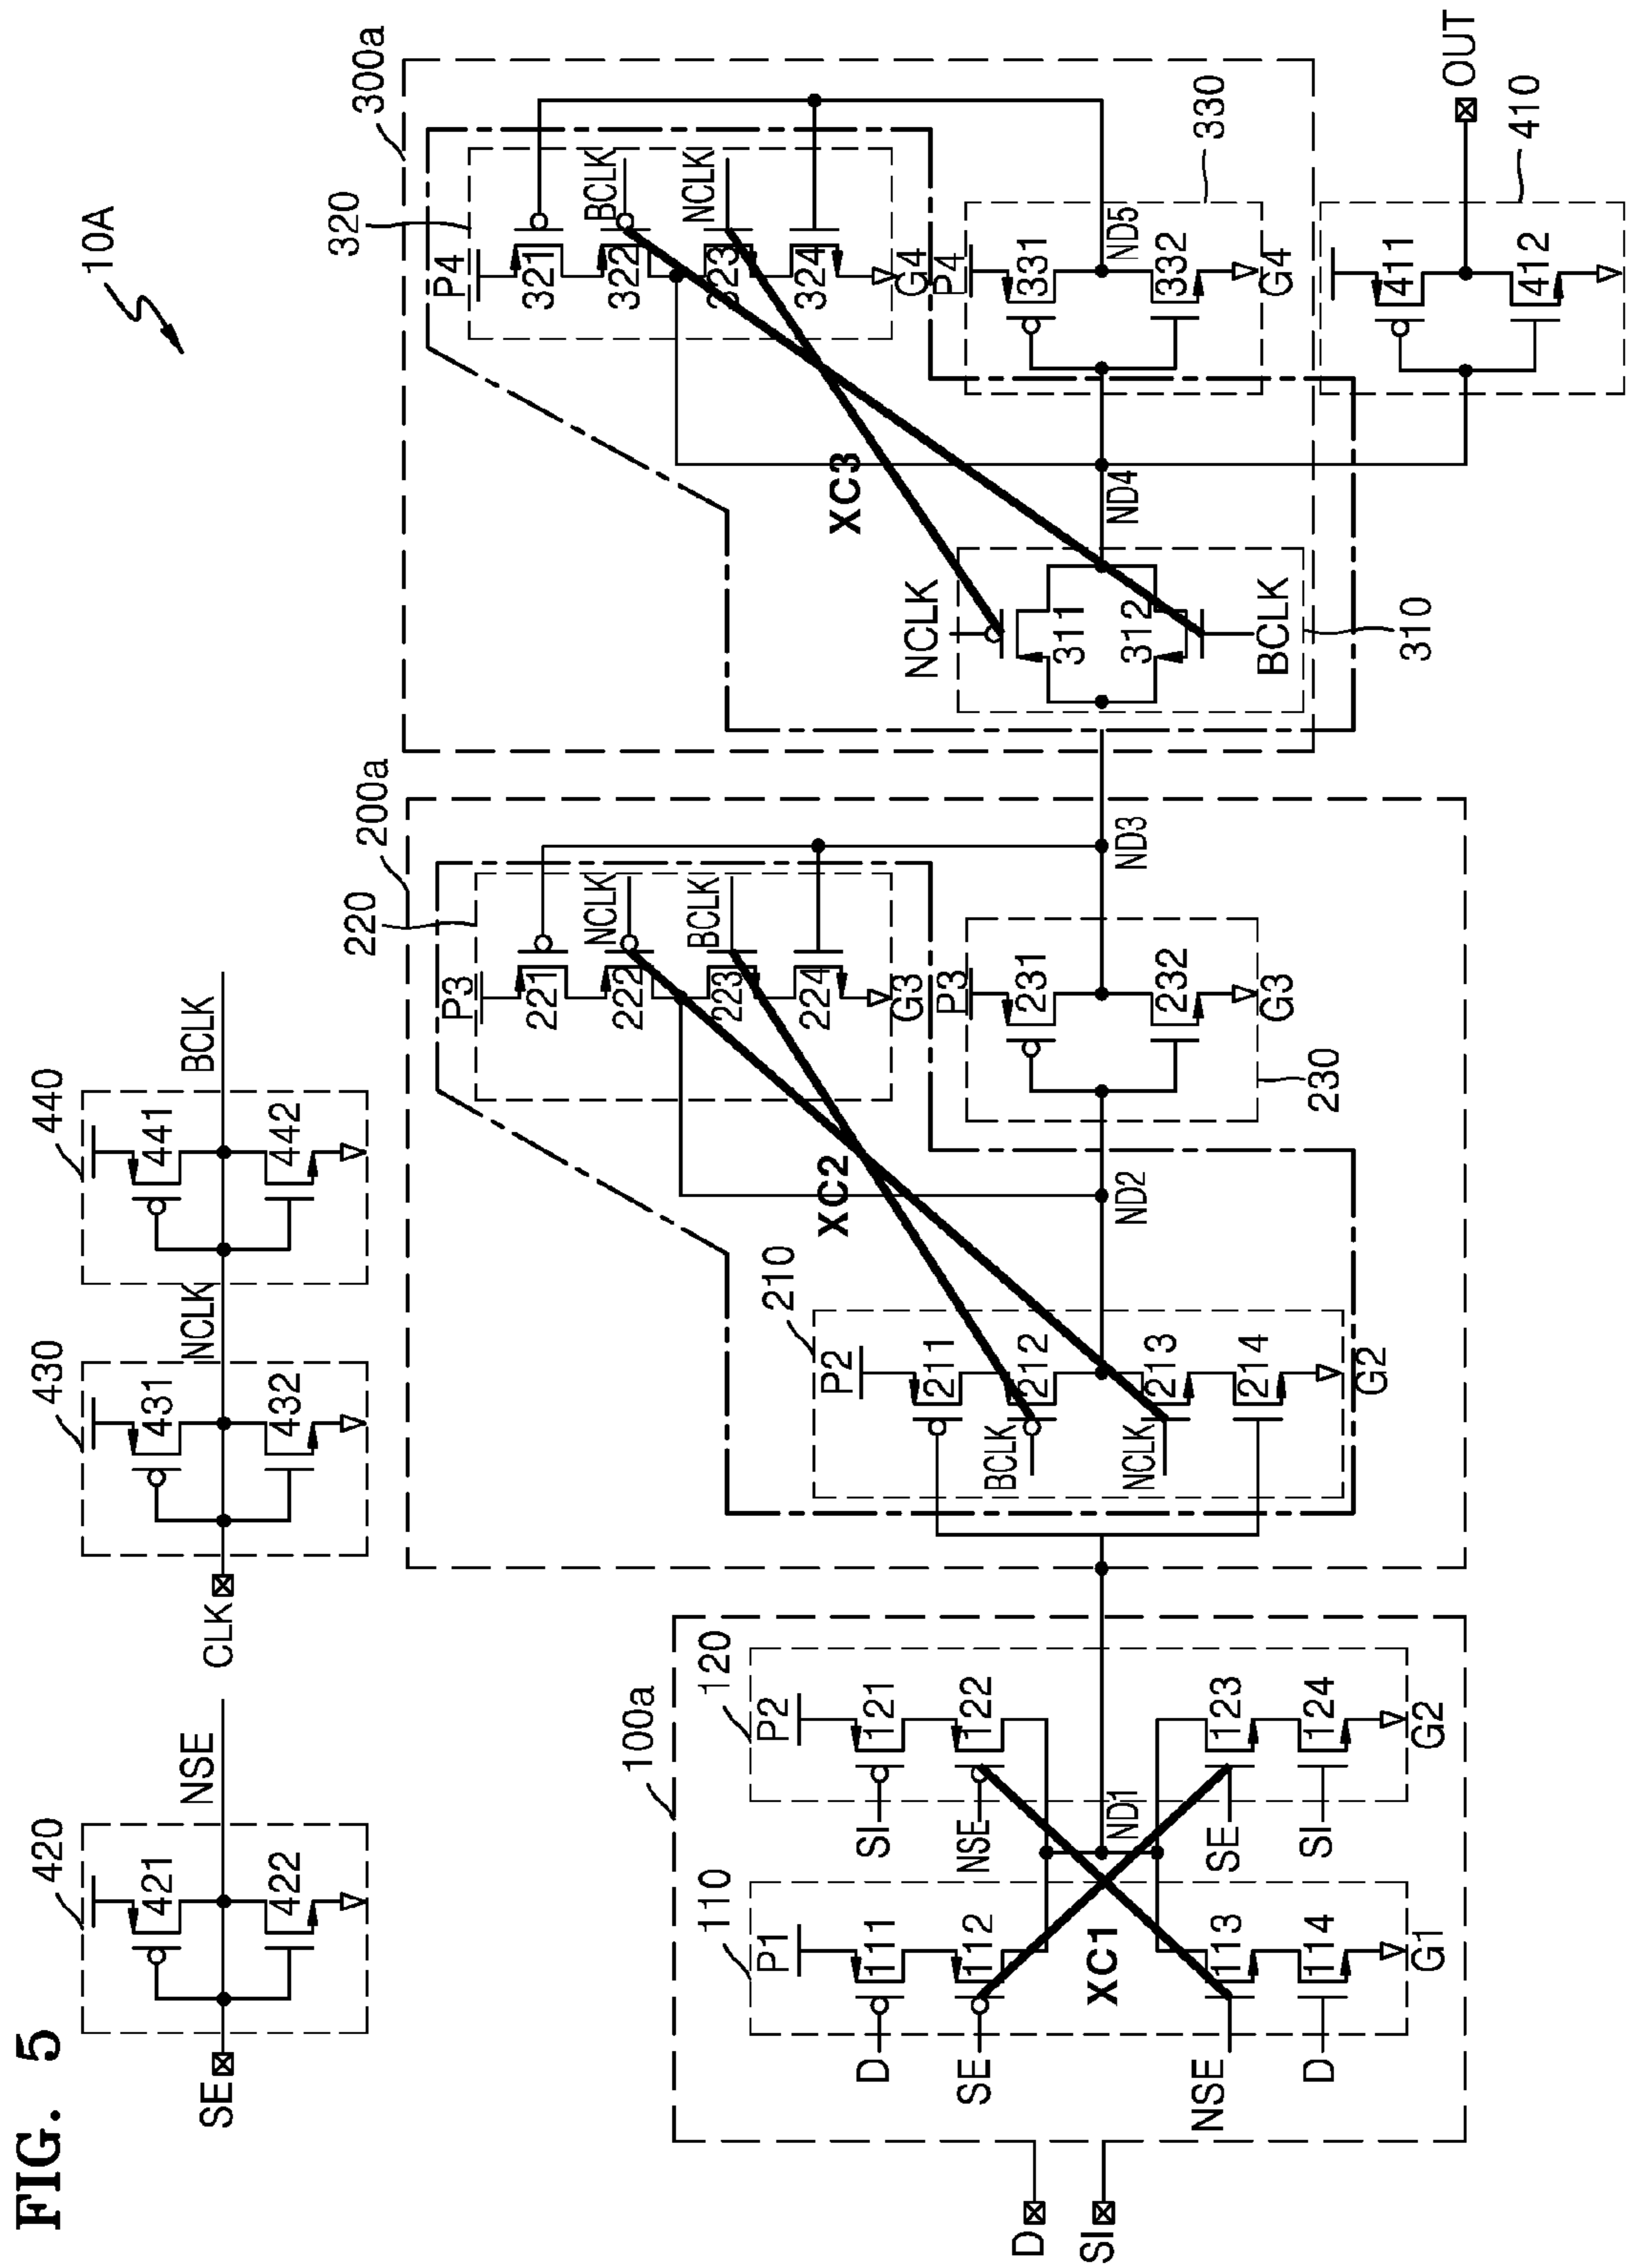 FIG. 5
10A
420
421
422
SE
NSE
430
431
432
CLK
NCLK
440
441
442
BCLK
100a
110
P1
111
112
113
114
G1
D
SE
NSE
D
120
P2
121
122
123
124
G2
SI
NSE
SE
SI
XC1
ND1
D
SI
200a
210
P2
211
212
213
214
G2
BCLK
NCLK
XC2
ND2
220
P3
221
222
223
224
G3
NCLK
BCLK
230
P3
231
232
G3
ND3
300a
310
NCLK
311
312
BCLK
XC3
ND4
320
P4
321
322
323
324
G4
BCLK
NCLK
330
P4
331
332
G4
ND5
410
411
412
OUT